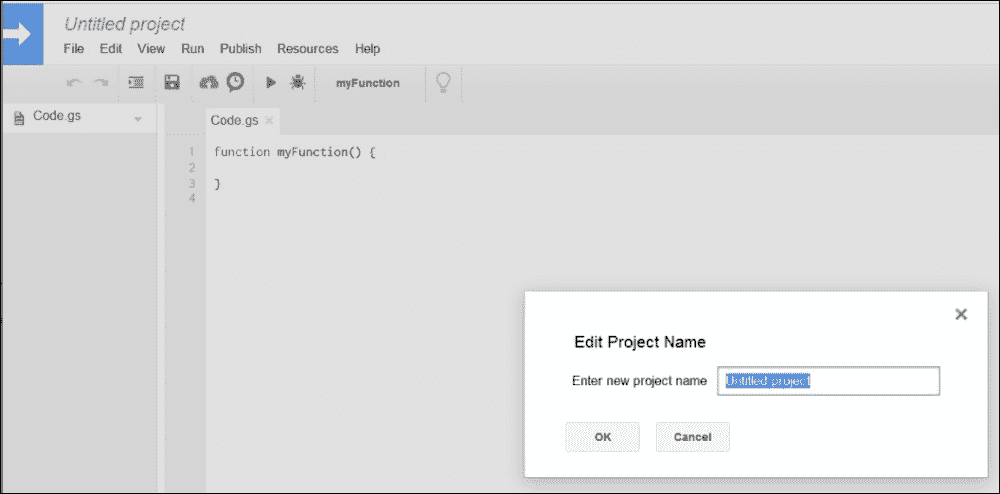 Untitled project
File Edit View Run Publish Resources Help
myFunction
Code.gs
Code.gs ×
1 function myFunction() {
2
3 }
4
Edit Project Name
Enter new project name Untitled project
OK Cancel